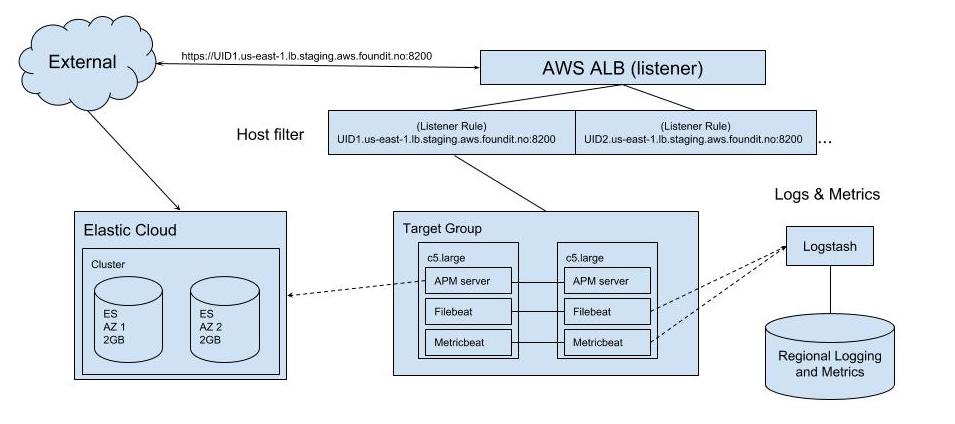 External
https://UID1.us-east-1.lb.staging.aws.foundit.no:8200
AWS ALB (listener)
Host filter
(Listener Rule)
UID1.us-east-1.lb.staging.aws.foundit.no:8200
(Listener Rule)
UID2.us-east-1.lb.staging.aws.foundit.no:8200
...
Logs & Metrics
Elastic Cloud
Cluster
ES
AZ 1
2GB
ES
AZ 2
2GB
Target Group
c5.large
APM server
Filebeat
Metricbeat
c5.large
APM server
Filebeat
Metricbeat
Logstash
Regional Logging
and Metrics